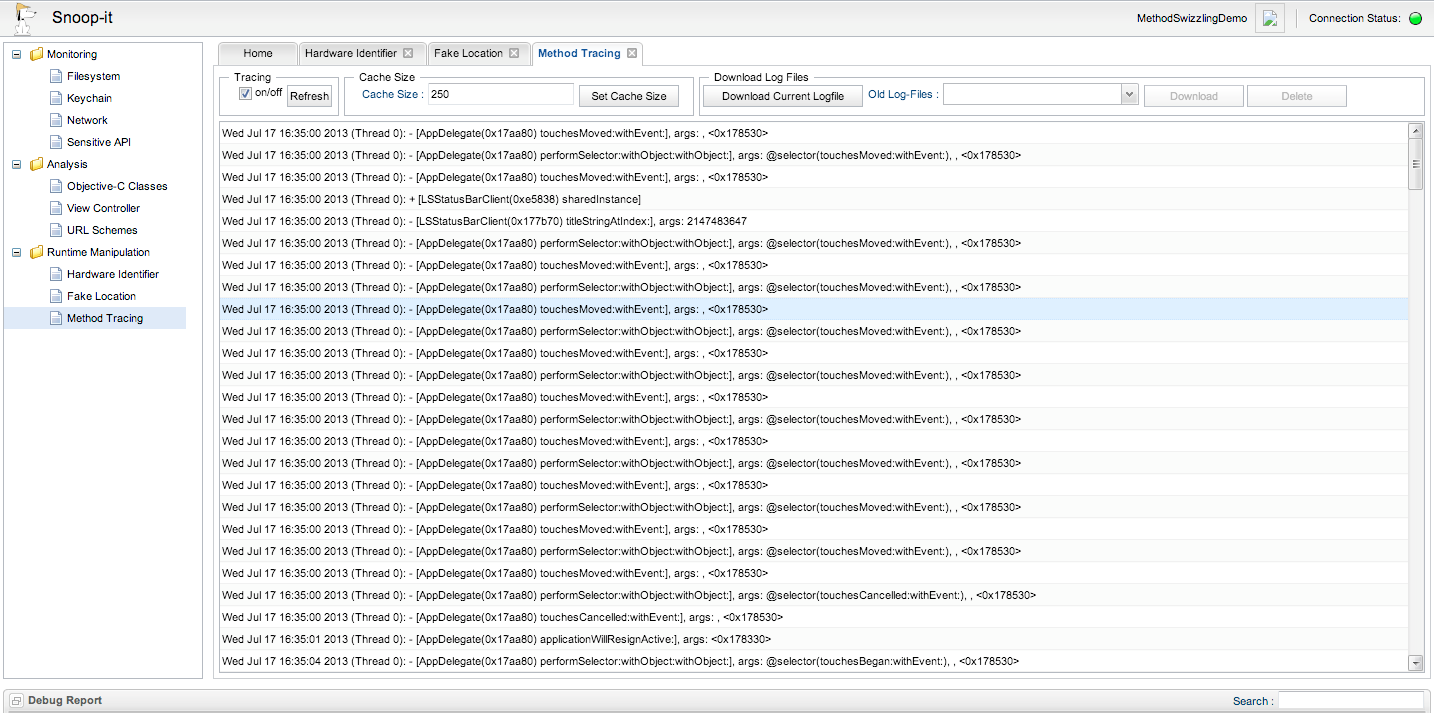 Snoop-it
MethodSwizzlingDemo
Connection Status:
Monitoring
Filesystem
Keychain
Network
Sensitive API
Analysis
Objective-C Classes
View Controller
URL Schemes
Runtime Manipulation
Hardware Identifier
Fake Location
Method Tracing
Home
Hardware Identifier
Fake Location
Method Tracing
Tracing
on/off
Refresh
Cache Size
Cache Size :
250
Set Cache Size
Download Log Files
Download Current Logfile
Old Log-Files :
Download
Delete
Wed Jul 17 16:35:00 2013 (Thread 0): - [AppDelegate(0x17aa80) touchesMoved:withEvent:], args: , <0x178530>
Wed Jul 17 16:35:00 2013 (Thread 0): - [AppDelegate(0x17aa80) performSelector:withObject:withObject:], args: @selector(touchesMoved:withEvent:), , <0x178530>
Wed Jul 17 16:35:00 2013 (Thread 0): - [AppDelegate(0x17aa80) touchesMoved:withEvent:], args: , <0x178530>
Wed Jul 17 16:35:00 2013 (Thread 0): + [LSStatusBarClient(0xe5838) sharedInstance]
Wed Jul 17 16:35:00 2013 (Thread 0): - [LSStatusBarClient(0x177b70) titleStringAtIndex:], args: 2147483647
Wed Jul 17 16:35:00 2013 (Thread 0): - [AppDelegate(0x17aa80) performSelector:withObject:withObject:], args: @selector(touchesMoved:withEvent:), , <0x178530>
Wed Jul 17 16:35:00 2013 (Thread 0): - [AppDelegate(0x17aa80) touchesMoved:withEvent:], args: , <0x178530>
Wed Jul 17 16:35:00 2013 (Thread 0): - [AppDelegate(0x17aa80) performSelector:withObject:withObject:], args: @selector(touchesMoved:withEvent:), , <0x178530>
Wed Jul 17 16:35:00 2013 (Thread 0): - [AppDelegate(0x17aa80) touchesMoved:withEvent:], args: , <0x178530>
Wed Jul 17 16:35:00 2013 (Thread 0): - [AppDelegate(0x17aa80) performSelector:withObject:withObject:], args: @selector(touchesMoved:withEvent:), , <0x178530>
Wed Jul 17 16:35:00 2013 (Thread 0): - [AppDelegate(0x17aa80) touchesMoved:withEvent:], args: , <0x178530>
Wed Jul 17 16:35:00 2013 (Thread 0): - [AppDelegate(0x17aa80) performSelector:withObject:withObject:], args: @selector(touchesMoved:withEvent:), , <0x178530>
Wed Jul 17 16:35:00 2013 (Thread 0): - [AppDelegate(0x17aa80) touchesMoved:withEvent:], args: , <0x178530>
Wed Jul 17 16:35:00 2013 (Thread 0): - [AppDelegate(0x17aa80) performSelector:withObject:withObject:], args: @selector(touchesMoved:withEvent:), , <0x178530>
Wed Jul 17 16:35:00 2013 (Thread 0): - [AppDelegate(0x17aa80) touchesMoved:withEvent:], args: , <0x178530>
Wed Jul 17 16:35:00 2013 (Thread 0): - [AppDelegate(0x17aa80) performSelector:withObject:withObject:], args: @selector(touchesMoved:withEvent:), , <0x178530>
Wed Jul 17 16:35:00 2013 (Thread 0): - [AppDelegate(0x17aa80) touchesMoved:withEvent:], args: , <0x178530>
Wed Jul 17 16:35:00 2013 (Thread 0): - [AppDelegate(0x17aa80) performSelector:withObject:withObject:], args: @selector(touchesMoved:withEvent:), , <0x178530>
Wed Jul 17 16:35:00 2013 (Thread 0): - [AppDelegate(0x17aa80) touchesMoved:withEvent:], args: , <0x178530>
Wed Jul 17 16:35:00 2013 (Thread 0): - [AppDelegate(0x17aa80) performSelector:withObject:withObject:], args: @selector(touchesMoved:withEvent:), , <0x178530>
Wed Jul 17 16:35:00 2013 (Thread 0): - [AppDelegate(0x17aa80) touchesMoved:withEvent:], args: , <0x178530>
Wed Jul 17 16:35:00 2013 (Thread 0): - [AppDelegate(0x17aa80) performSelector:withObject:withObject:], args: @selector(touchesCancelled:withEvent:), , <0x178530>
Wed Jul 17 16:35:00 2013 (Thread 0): - [AppDelegate(0x17aa80) touchesCancelled:withEvent:], args: , <0x178530>
Wed Jul 17 16:35:01 2013 (Thread 0): - [AppDelegate(0x17aa80) applicationWillResignActive:], args: <0x178330>
Wed Jul 17 16:35:04 2013 (Thread 0): - [AppDelegate(0x17aa80) performSelector:withObject:withObject:], args: @selector(touchesBegan:withEvent:), , <0x178530>
Debug Report
Search :